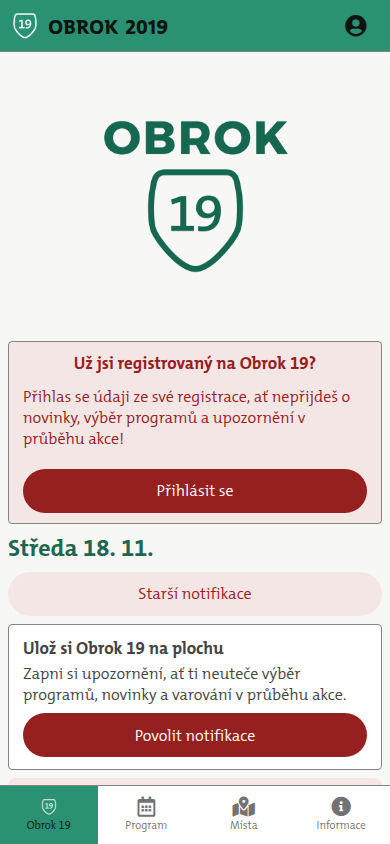 19 OBROK 2019
OBROK
19
Už jsi registrovaný na Obrok 19?
Přihlas se údaji ze své registrace, ať nepřijdeš o
novinky, výběr programů a upozornění v
průběhu akce!
Přihlásit se
Středa 18. 11.
Starší notifikace
Ulož si Obrok 19 na plochu
Zapni si upozornění, ať ti neuteče výběr
programů, novinky a varování v průběhu akce.
Povolit notifikace
19
Obrok 19
Program
Místa
Informace